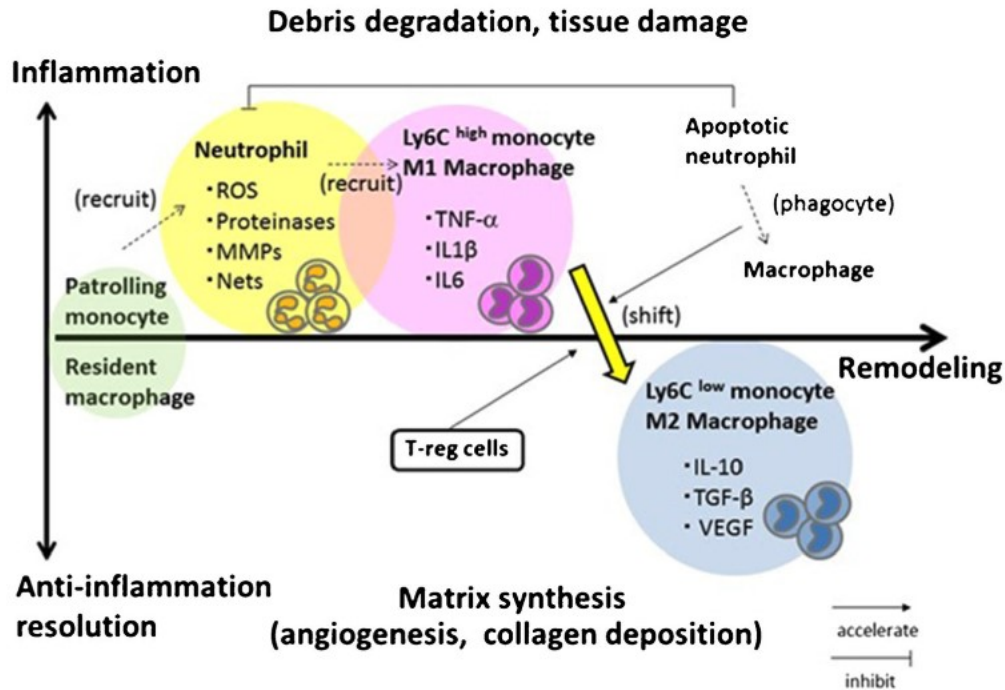 Debris degradation, tissue damage
Inflammation
Neutrophil
・ROS
・Proteinases
・MMPs
・Nets
(recruit)
(recruit)
Ly6C high monocyte
M1 Macrophage
・TNF-α
・IL1β
・IL6
Apoptotic
neutrophil
(phagocyte)
Macrophage
Patrolling
monocyte
Resident
macrophage
(shift)
Remodeling
T-reg cells
Ly6C low monocyte
M2 Macrophage
・IL-10
・TGF-β
・VEGF
Anti-inflammation
resolution
Matrix synthesis
(angiogenesis, collagen deposition)
accelerate
inhibit